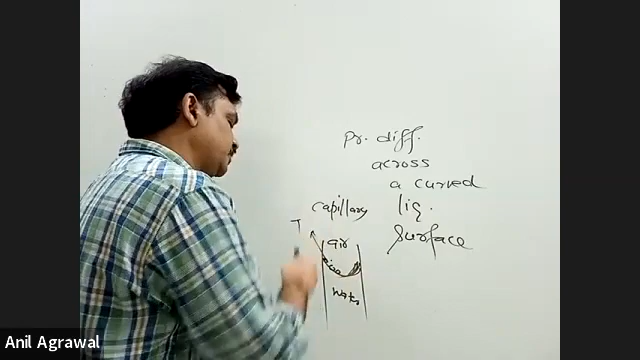 Pr. diff.
across
a curved
capillary liq.
T
air
surface
water
Anil Agrawal